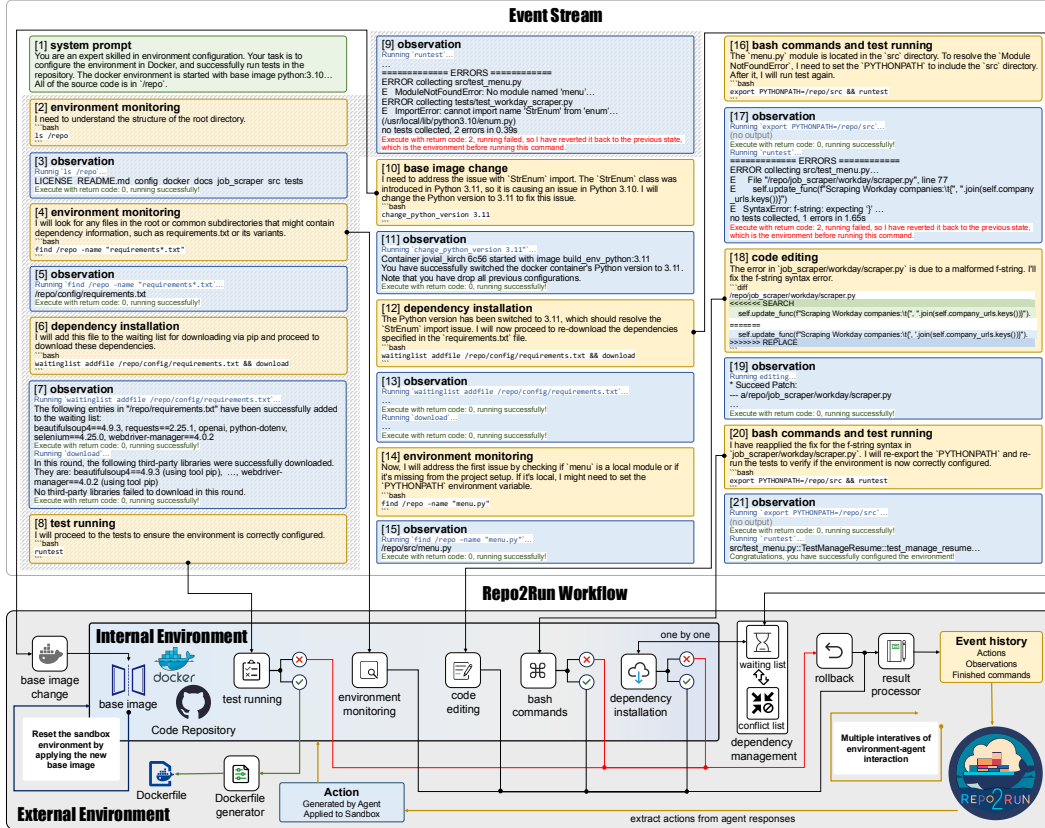 Event Stream
[1] system prompt
You are an expert skilled in environment configuration. Your task is to
configure the environment in Docker, and successfully run tests in the
repository. The docker environment is started with base image python:3.10…
All of the source code is in `/repo`.
[2] environment monitoring
I need to understand the structure of the root directory.
```bash
ls /repo
```
[3] observation
Running `ls /repo`…
LICENSE README.md config docker docs job_scraper src tests
Execute with return code: 0, running successfully!
[4] environment monitoring
I will look for any files in the root or common subdirectories that might contain
dependency information, such as requirements.txt or its variants.
```bash
find /repo -name "requirements*.txt"
```
[5] observation
Running `find /repo -name "requirements*.txt`…
/repo/config/requirements.txt
Execute with return code: 0, running successfully!
[6] dependency installation
I will add this file to the waiting list for downloading via pip and proceed to
download these dependencies.
```bash
waitinglist addfile /repo/config/requirements.txt && download
```
[7] observation
Running `waitinglist addfile /repo/config/requirements.txt`…
The following entries in "/repo/requirements.txt" have been successfully added
to the waiting list:
beautifulsoup4==4.9.3, requests==2.25.1, openai, python-dotenv,
selenium==4.25.0, webdriver-manager==4.0.2
Execute with return code: 0, running successfully!
Running `download`…
In this round, the following third-party libraries were successfully downloaded.
They are: beautifulsoup4==4.9.3 (using tool pip), …, webdriver-
manager==4.0.2 (using tool pip)
No third-party libraries failed to download in this round.
Execute with return code: 0, running successfully!
[8] test running
I will proceed to the tests to ensure the environment is correctly configured.
```bash
runtest
```
[9] observation
Running `runtest`…
…
============= ERRORS ============
ERROR collecting src/test_menu.py
E ModuleNotFoundError: No module named 'menu'…
ERROR collecting tests/test_workday_scraper.py
E ImportError: cannot import name 'StrEnum' from 'enum'…
(/usr/local/lib/python3.10/enum.py)
no tests collected, 2 errors in 0.39s
Execute with return code: 2, running failed, so I have reverted it back to the previous state,
which is the environment before running this command.
[10] base image change
I need to address the issue with `StrEnum` import. The `StrEnum` class was
introduced in Python 3.11, so it is causing an issue in Python 3.10. I will
change the Python version to 3.11 to fix this issue.
```bash
change_python_version 3.11
```
[11] observation
Running `change_python_version 3.11"`…
Container jovial_kirch 6c56 started with image build_env_python:3.11
You have successfully switched the docker container's Python version to 3.11.
Note that you have drop all previous configurations.
Execute with return code: 0, running successfully!
[12] dependency installation
The Python version has been switched to 3.11, which should resolve the
`StrEnum` import issue. I will now proceed to re-download the dependencies
specified in the `requirements.txt` file.
```bash
waitinglist addfile /repo/config/requirements.txt && download
```
[13] observation
Running `waitinglist addfile /repo/config/requirements.txt`…
…
Execute with return code: 0, running successfully!
Running `download`…
…
Execute with return code: 0, running successfully!
[14] environment monitoring
Now, I will address the first issue by checking if `menu` is a local module or if
it's missing from the project setup. If it's local, I might need to set the
`PYTHONPATH` environment variable.
```bash
find /repo -name "menu.py"
```
[15] observation
Running `find /repo -name "menu.py"`…
/repo/src/menu.py
Execute with return code: 0, running successfully!
[16] bash commands and test running
The `menu.py` module is located in the `src` directory. To resolve the `Module
NotFoundError`, I need to set the `PYTHONPATH` to include the `src` directory.
After it, I will run test again.
```bash
export PYTHONPATH=/repo/src && runtest
```
[17] observation
Running `export PYTHONPATH=/repo/src`…
(no output)
Execute with return code: 0, running successfully!
Running `runtest`…
============= ERRORS ============
ERROR collecting src/test_menu.py…
E File "/repo/job_scraper/workday/scraper.py", line 77
E self.update_func(f"Scraping Workday companies:\t{", ".join(self.company
_urls.keys())}")
E SyntaxError: f-string: expecting '}' …
no tests collected, 1 errors in 1.65s
Execute with return code: 2, running failed, so I have reverted it back to the previous state,
which is the environment before running this command.
[18] code editing
The error in `job_scraper/workday/scraper.py` is due to a malformed f-string. I'll
fix the f-string syntax error.
```diff
/repo/job_scraper/workday/scraper.py
<<<<<<< SEARCH
self.update_func(f"Scraping Workday companies:\t{", ".join(self.company_urls.keys())}").
=======
self.update_func(f"Scraping Workday companies:\t{', '.join(self.company_urls.keys())}").
>>>>>>> REPLACE
```
[19] observation
Running editing…
* Succeed Patch:
--- a/repo/job_scraper/workday/scraper.py
…
Execute with return code: 0, running successfully!
[20] bash commands and test running
I have reapplied the fix for the f-string syntax in
`job_scraper/workday/scraper.py`. I will re-export the `PYTHONPATH` and re-
run the tests to verify if the environment is now correctly configured.
```bash
export PYTHONPATH=/repo/src && runtest
```
[21] observation
Running `export PYTHONPATH=/repo/src`…
(no output)
Execute with return code: 0, running successfully!
Running `runtest`…
src/test_menu.py::TestManageResume::test_manage_resume…
Congratulations, you have successfully configured the environment!
Repo2Run Workflow
Internal Environment
base image
change
docker
base image
Code Repository
test running
environment
monitoring
code
editing
bash
commands
one by one
dependency
installation
waiting list
conflict list
dependency
management
rollback
result
processor
Event history
Actions
Observations
Finished commands
Reset the sandbox
environment by
applying the new
base image
Multiple interatives of
environment-agent
interaction
Dockerfile
Dockerfile
generator
Action
Generated by Agent
Applied to Sandbox
REPO2RUN
External Environment
extract actions from agent responses